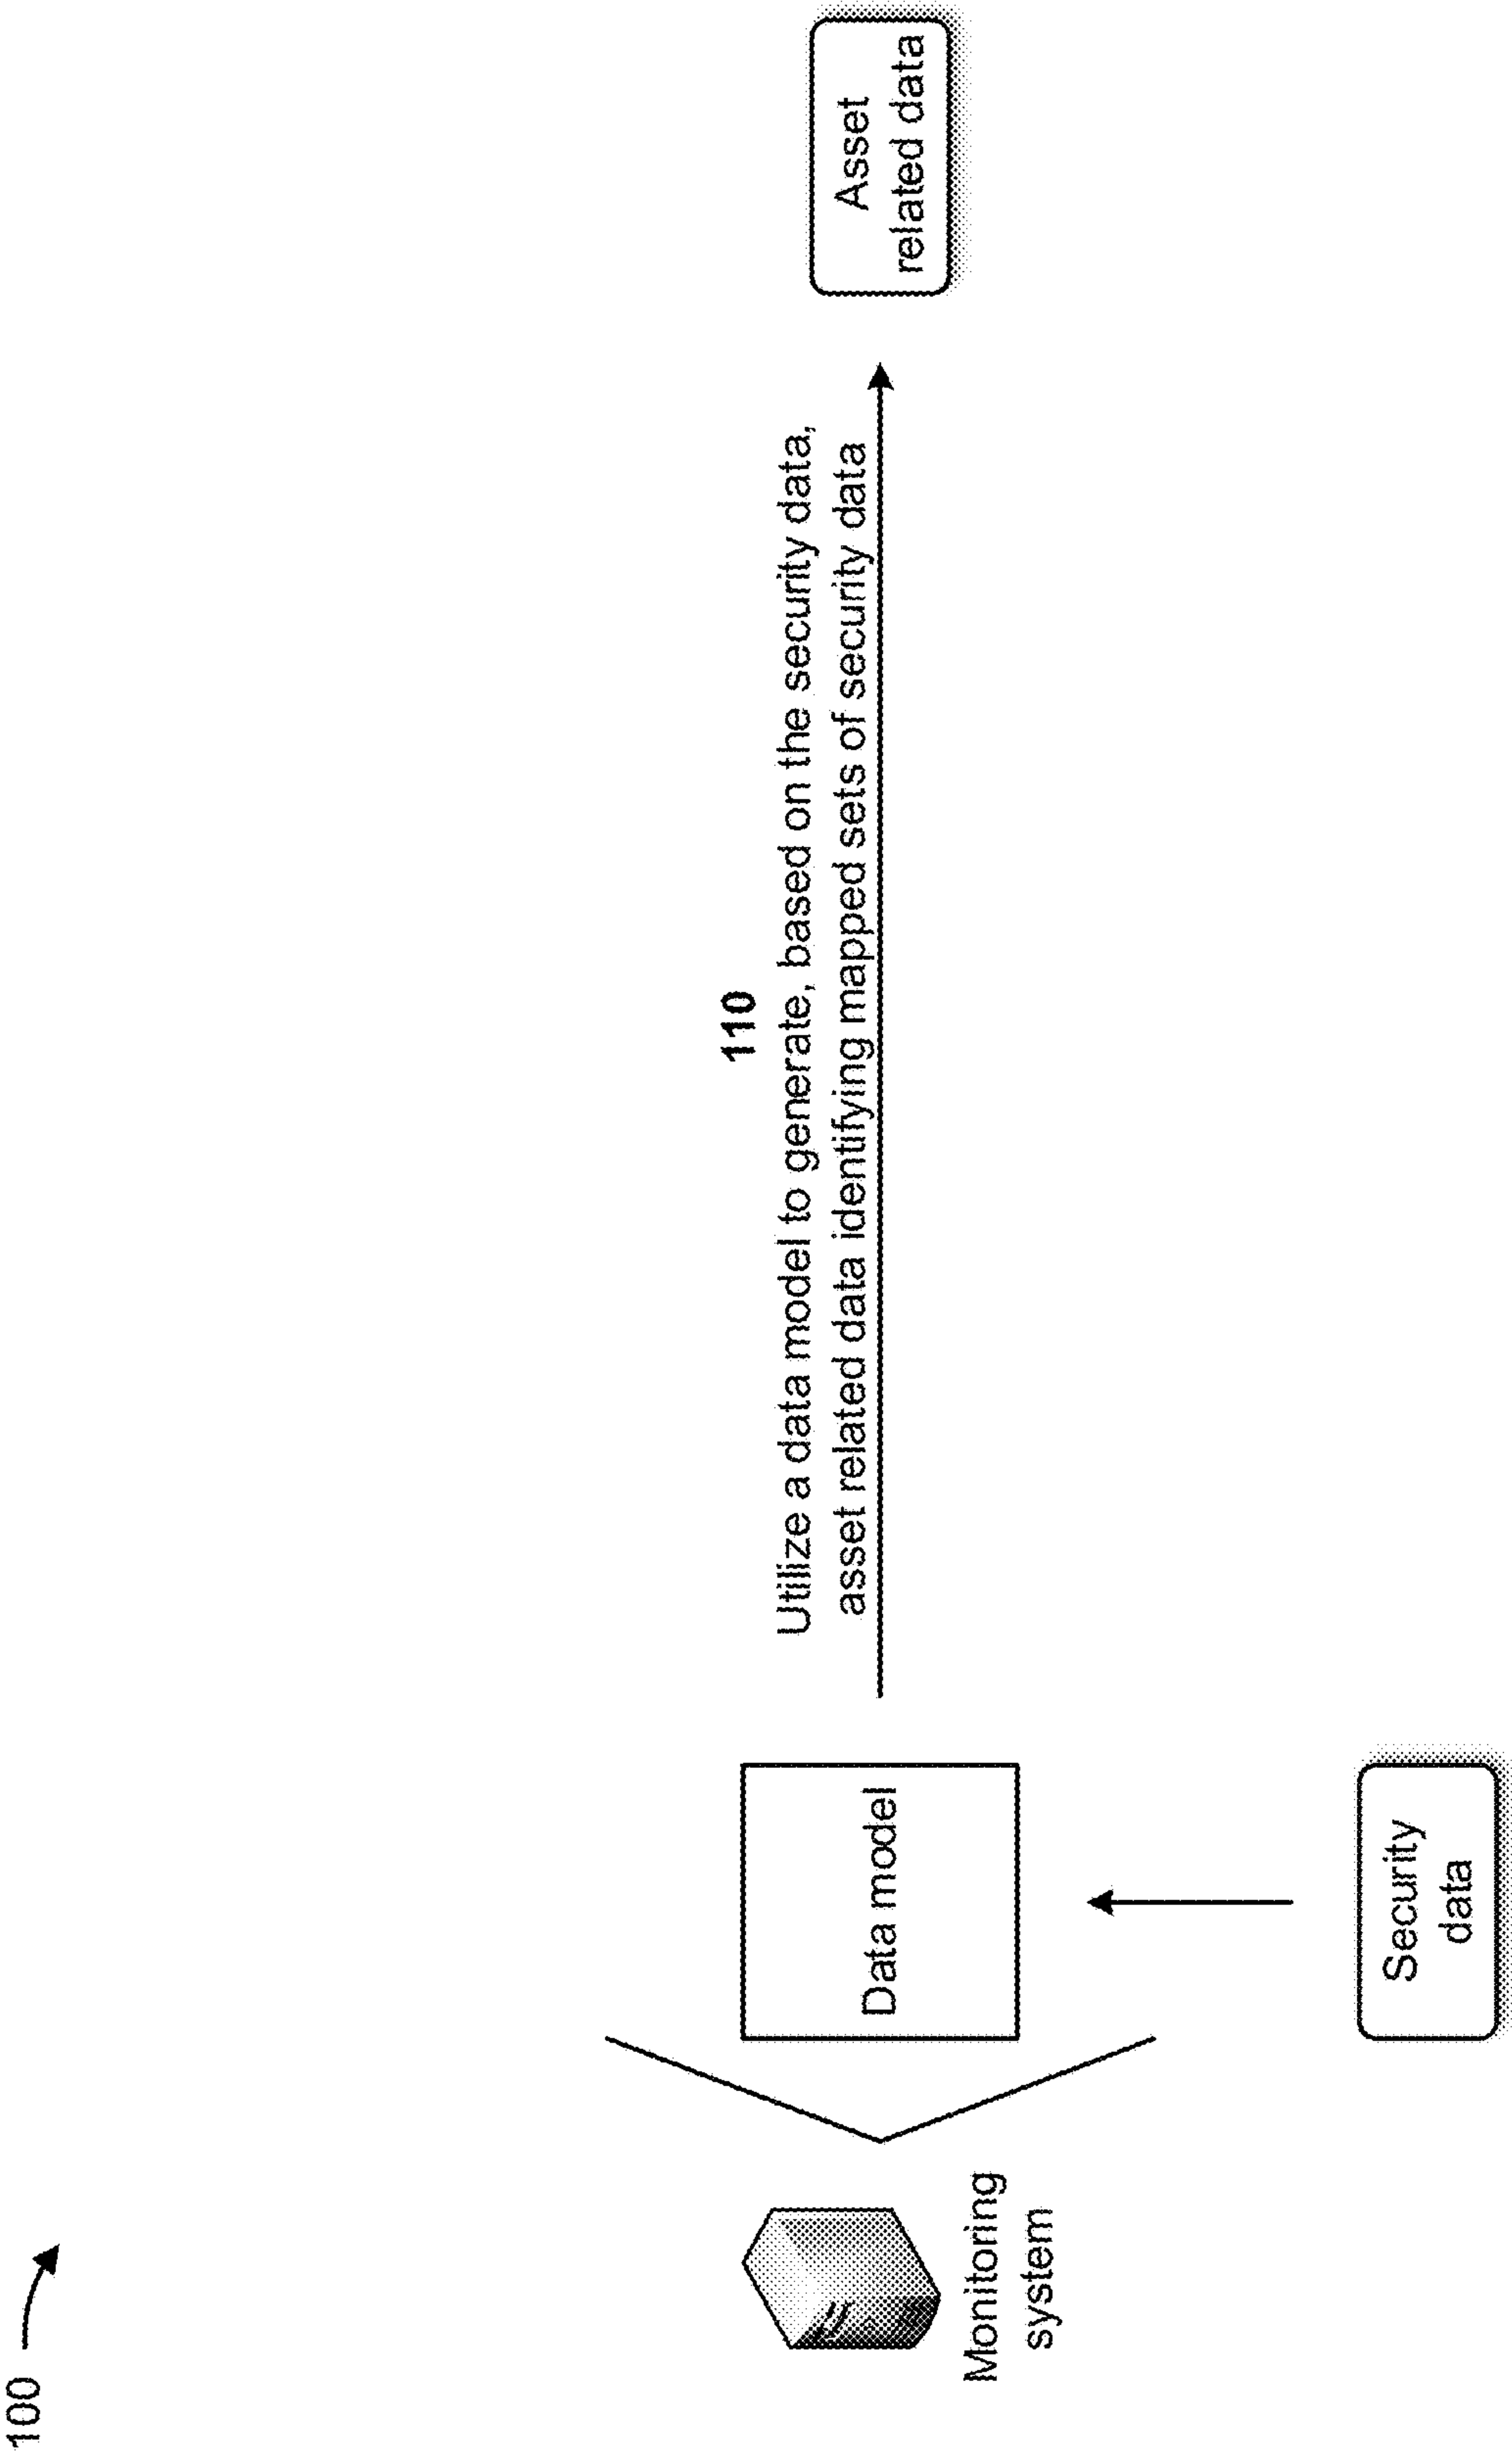 100
110
Utilize a data model to generate, based on the security data,
asset related data identifying mapped sets of security data
Monitoring
system
Data model
Asset
related data
Security
data